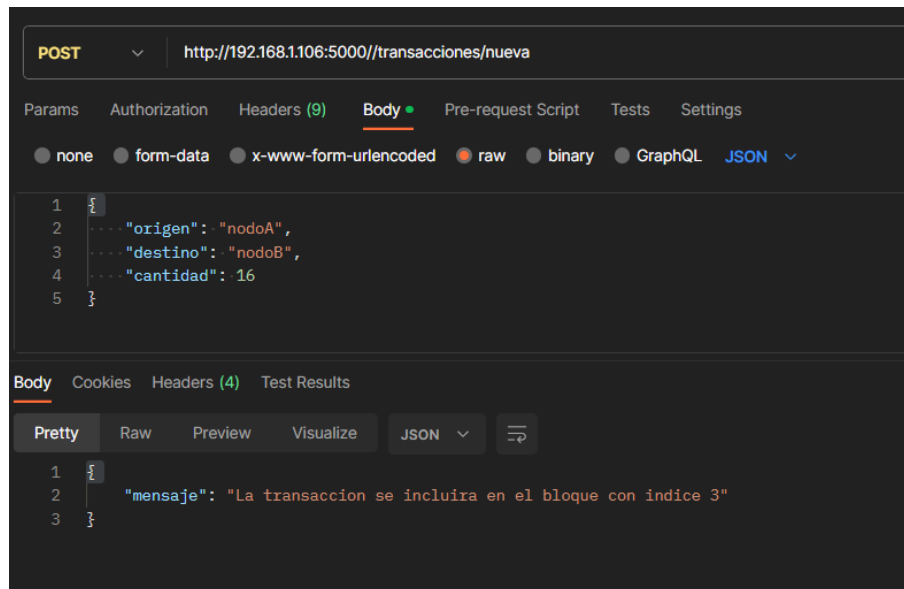 POST http://192.168.1.106:5000//transacciones/nueva
Params Authorization Headers (9) Body Pre-request Script Tests Settings
none form-data x-www-form-urlencoded raw binary GraphQL JSON
1 {
2 "origen": "nodoA",
3 "destino": "nodoB",
4 "cantidad": 16
5 }
Body Cookies Headers (4) Test Results
Pretty Raw Preview Visualize JSON
1 {
2 "mensaje": "La transaccion se incluira en el bloque con indice 3"
3 }